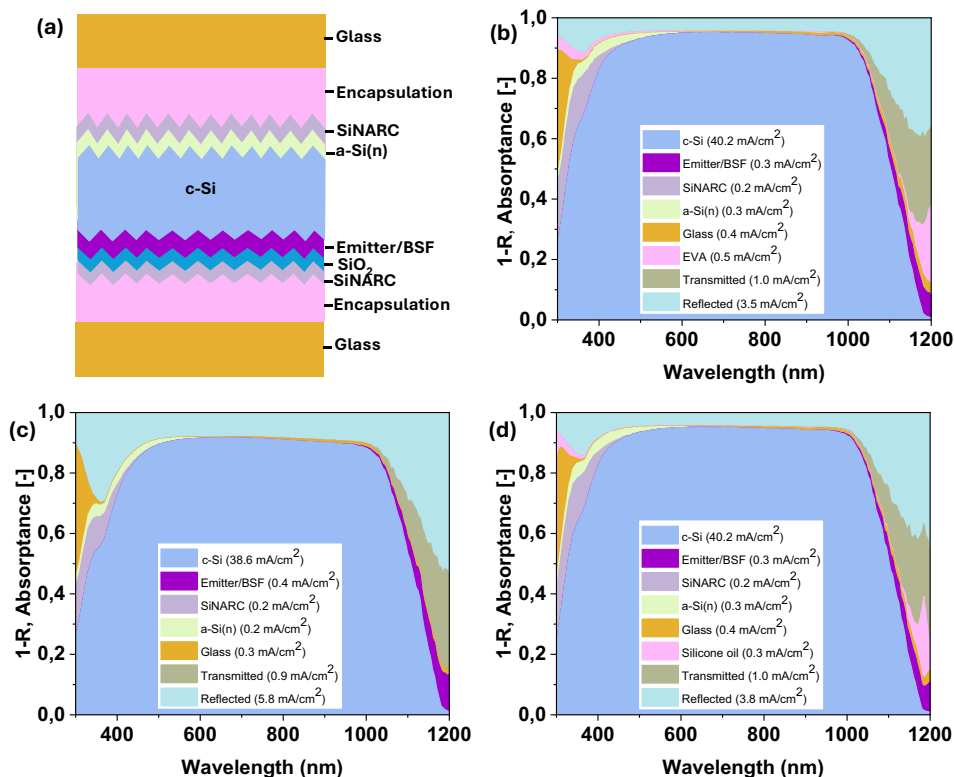 (a)
Glass
Encapsulation
SiNARC
a-Si(n)
c-Si
Emitter/BSF
SiO2
SiNARC
Encapsulation
Glass
(b)
1-R, Absorptance [-]
1,0
0,8
0,6
0,4
0,2
0,0
c-Si (40.2 mA/cm2)
Emitter/BSF (0.3 mA/cm2)
SiNARC (0.2 mA/cm2)
a-Si(n) (0.3 mA/cm2)
Glass (0.4 mA/cm2)
EVA (0.5 mA/cm2)
Transmitted (1.0 mA/cm2)
Reflected (3.5 mA/cm2)
400 600 800 1000 1200
Wavelength (nm)
(c)
1-R, Absorptance [-]
1,0
0,8
0,6
0,4
0,2
0,0
c-Si (38.6 mA/cm2)
Emitter/BSF (0.4 mA/cm2)
SiNARC (0.2 mA/cm2)
a-Si(n) (0.2 mA/cm2)
Glass (0.3 mA/cm2)
Transmitted (0.9 mA/cm2)
Reflected (5.8 mA/cm2)
400 600 800 1000 1200
Wavelength (nm)
(d)
1-R, Absorptance [-]
1,0
0,8
0,6
0,4
0,2
0,0
c-Si (40.2 mA/cm2)
Emitter/BSF (0.3 mA/cm2)
SiNARC (0.2 mA/cm2)
a-Si(n) (0.3 mA/cm2)
Glass (0.4 mA/cm2)
Silicone oil (0.3 mA/cm2)
Transmitted (1.0 mA/cm2)
Reflected (3.8 mA/cm2)
400 600 800 1000 1200
Wavelength (nm)